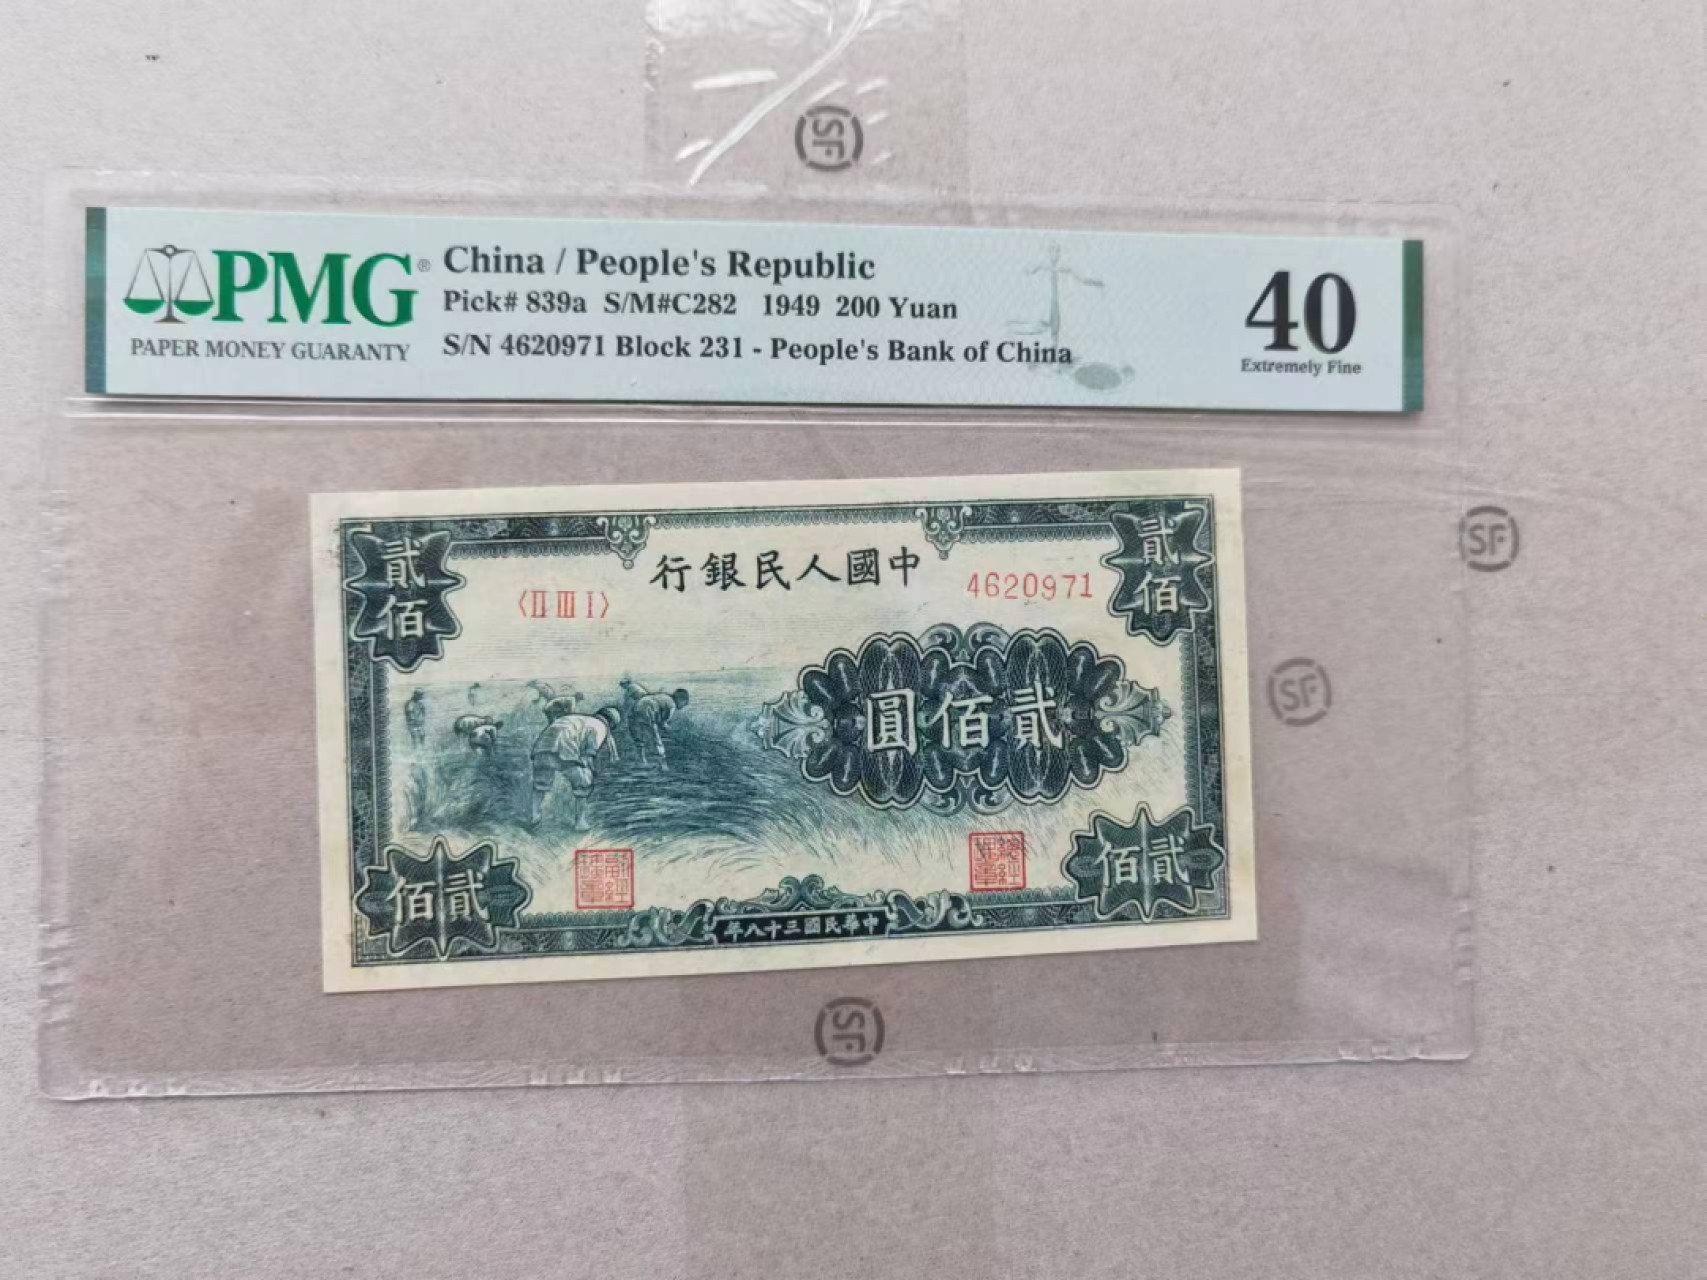 SF
PMG®
PAPER MONEY GUARANTY
China / People's Republic
Pick# 839a S/M#C282 1949 200 Yuan
S/N 4620971 Block 231 - People's Bank of China
40
Extremely Fine
SF
SF
貳佰
行銀民人國中
貳佰
〈II III I〉
4620971
圓佰貳
佰貳
佰貳
年八十三國民華中
SF